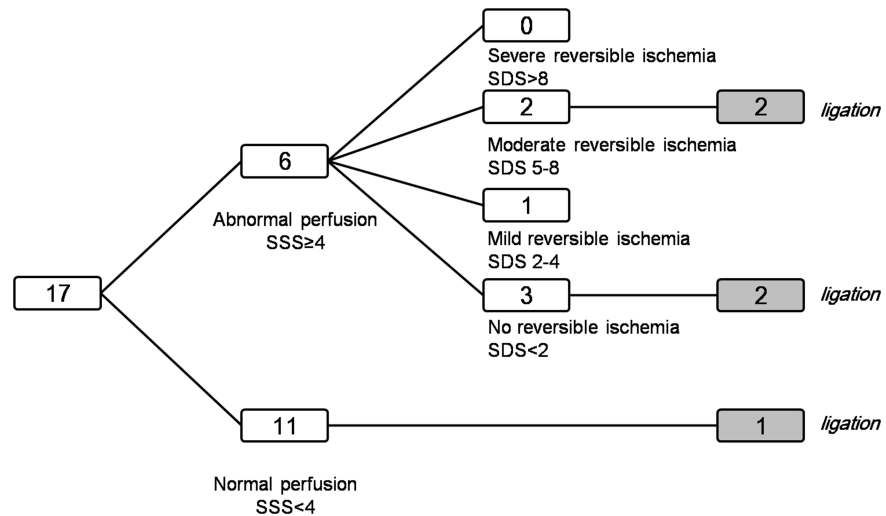 0
Severe reversible ischemia
SDS>8
2
2
ligation
Moderate reversible ischemia
SDS 5-8
6
Abnormal perfusion
SSS≥4
1
Mild reversible ischemia
SDS 2-4
17
3
2
ligation
No reversible ischemia
SDS<2
11
1
ligation
Normal perfusion
SSS<4